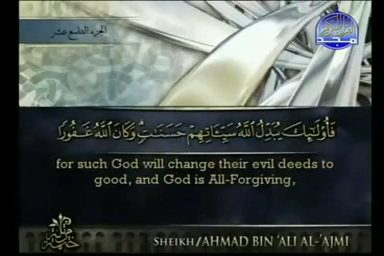 الجزء التاسع عشر
فَأُو۟لَـٰٓئِكَ يُبَدِّلُ ٱللَّهُ سَيِّـَٔاتِهِمْ حَسَنَـٰتٍ ۗ وَكَانَ ٱللَّهُ غَفُورًا
for such God will change their evil deeds to
good, and God is All-Forgiving,
SHEIKH/AHMAD BIN 'ALI AL-'AJMI